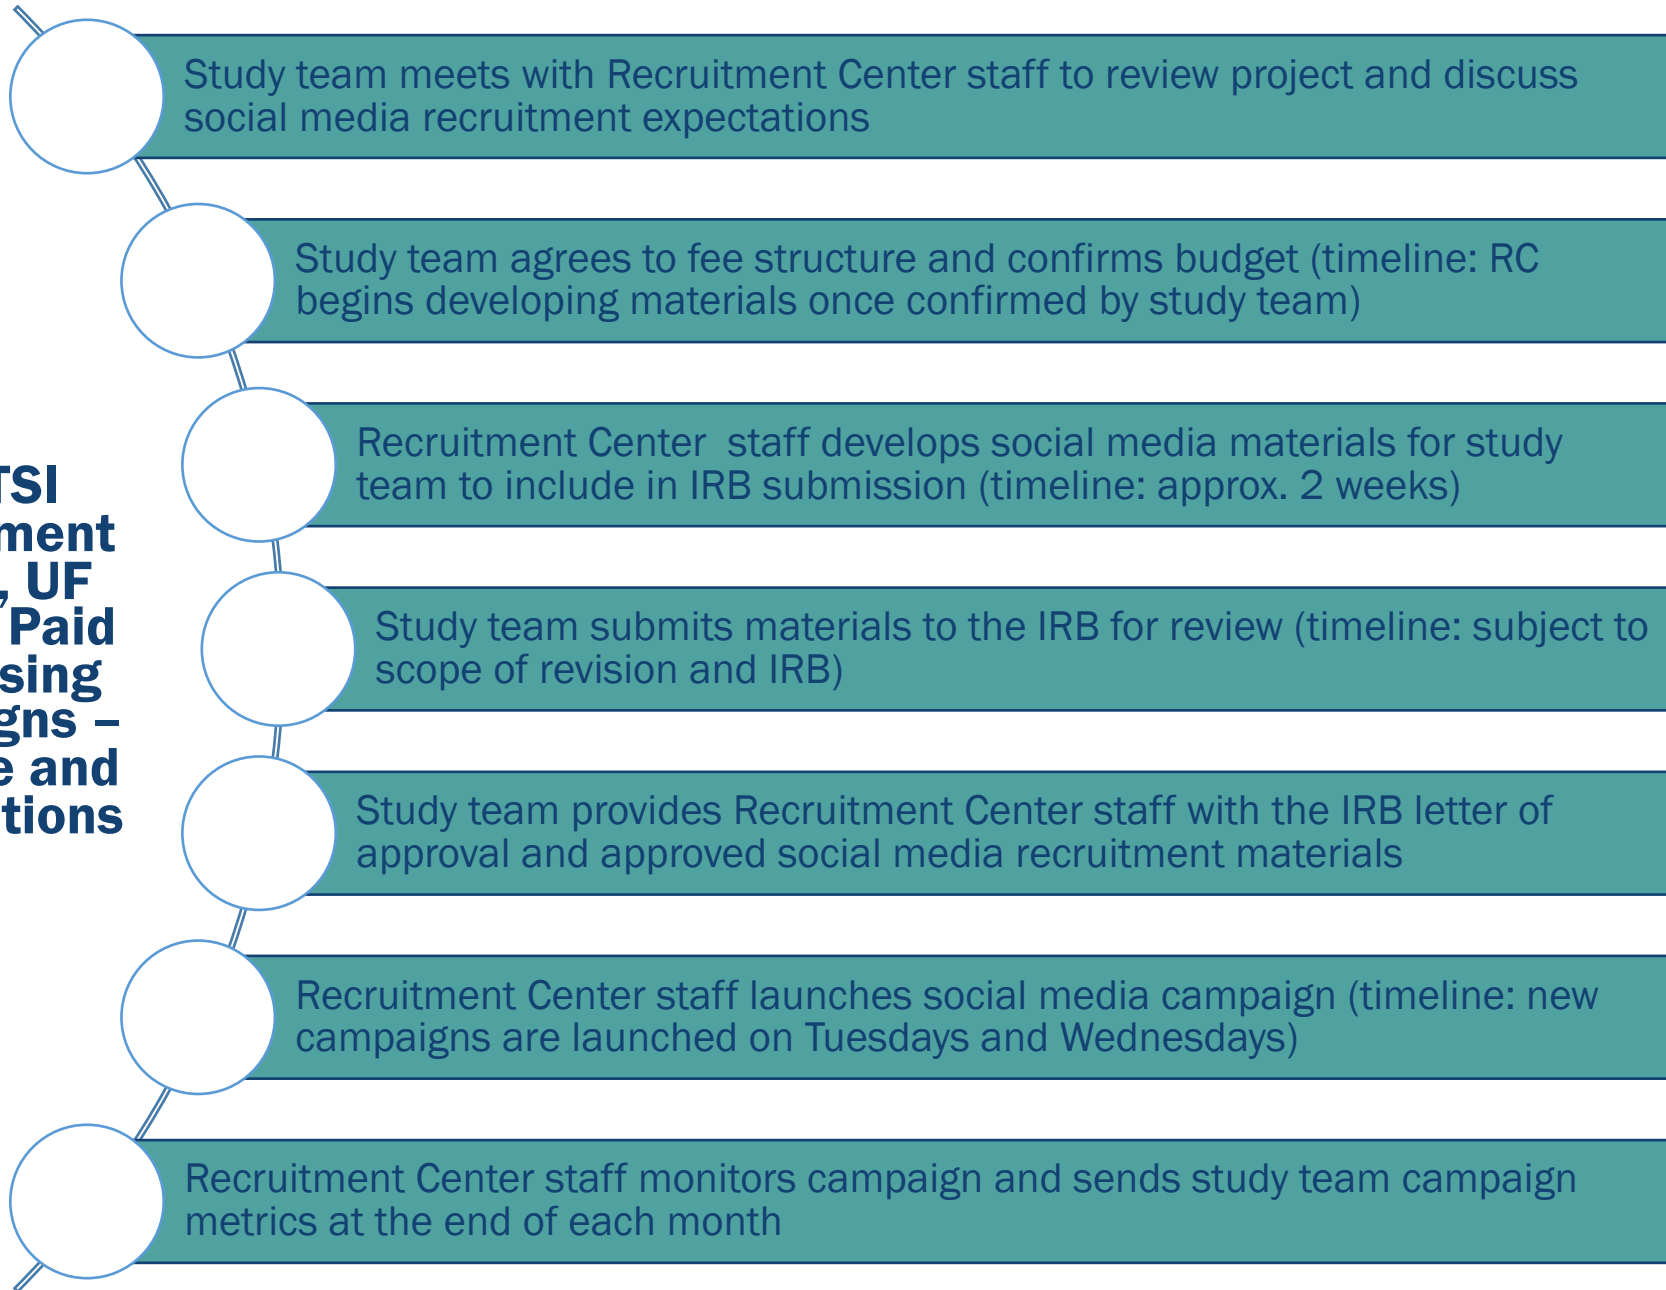 Study team meets with Recruitment Center staff to review project and discuss
social media recruitment expectations
Study team agrees to fee structure and confirms budget (timeline: RC
begins developing materials once confirmed by study team)
Recruitment Center  staff develops social media materials for study
team to include in IRB submission (timeline: approx. 2 weeks)
TSI
ment
, UF
Paid
sing
gns –
e and
tions
Study team submits materials to the IRB for review (timeline: subject to
scope of revision and IRB)
Study team provides Recruitment Center staff with the IRB letter of
approval and approved social media recruitment materials
Recruitment Center staff launches social media campaign (timeline: new
campaigns are launched on Tuesdays and Wednesdays)
Recruitment Center staff monitors campaign and sends study team campaign
metrics at the end of each month